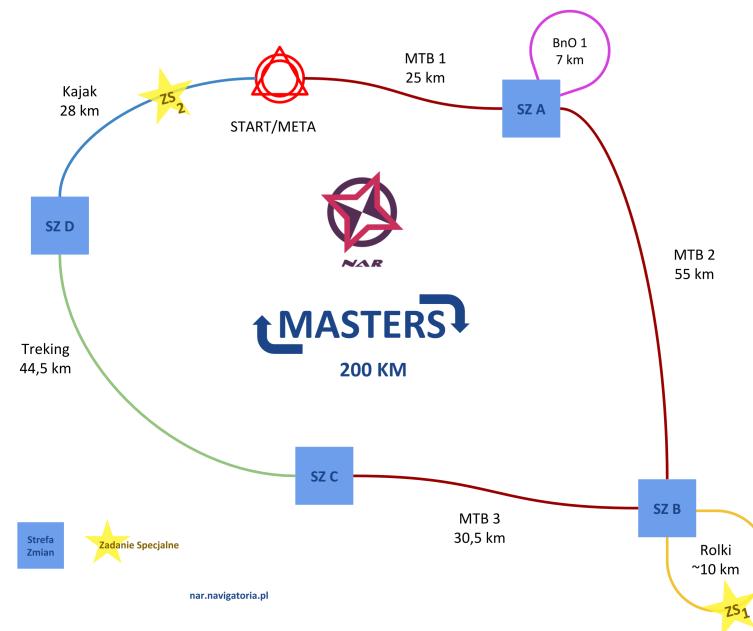 MTB 1
25 km
BnO 1
7 km
SZ A
Kajak
28 km
ZS 2
START/META
SZ D
NAR
MTB 2
55 km
MASTERS
200 KM
Treking
44,5 km
SZ C
SZ B
MTB 3
30,5 km
Rolki
~10 km
ZS 1
Strefa
Zmian
Zadanie Specjalne
nar.navigatoria.pl